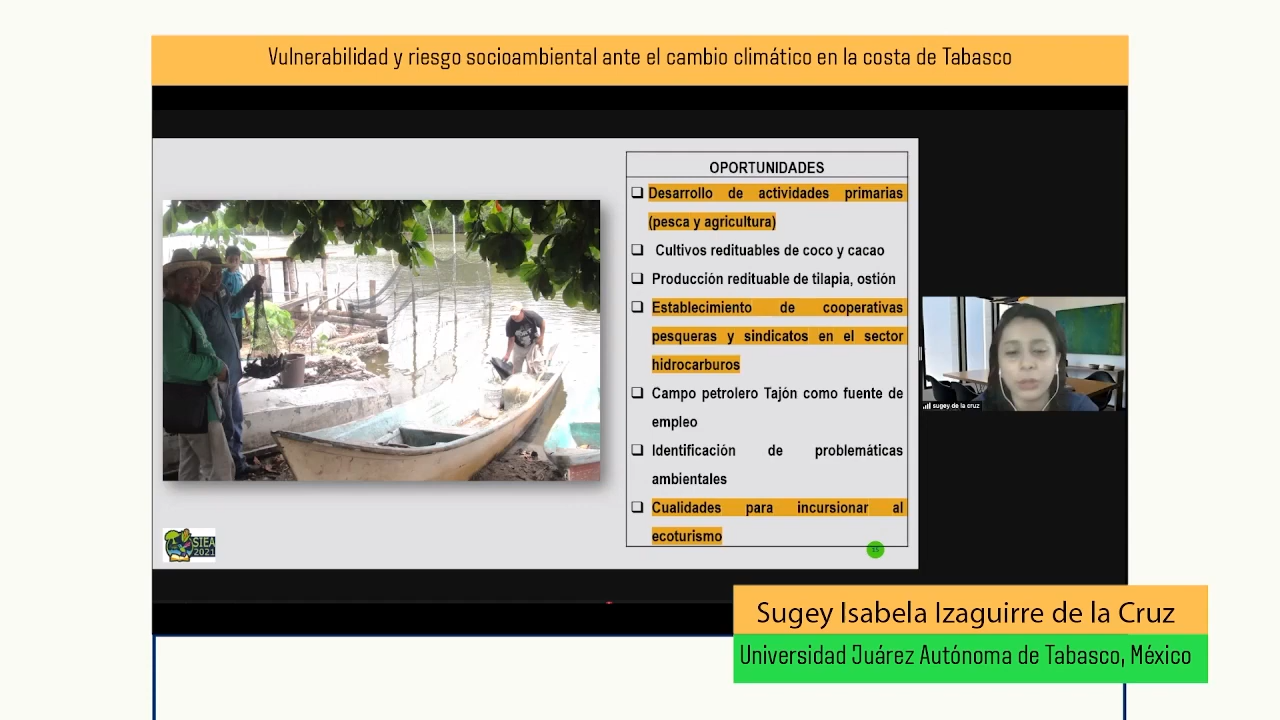 Vulnerabilidad y riesgo socioambiental ante el cambio climático en la costa de Tabasco
OPORTUNIDADES
Desarrollo de actividades primarias
(pesca y agricultura)
Cultivos redituables de coco y cacao
Producción redituable de tilapia, ostión
Establecimiento de cooperativas
pesqueras y sindicatos en el sector
hidrocarburos
Campo petrolero Tajón como fuente de
empleo
Identificación de problemáticas
ambientales
Cualidades para incursionar al
ecoturismo
15
SIEA
2021
sugey de la cruz
Sugey Isabela Izaguirre de la Cruz
Universidad Juárez Autónoma de Tabasco, México